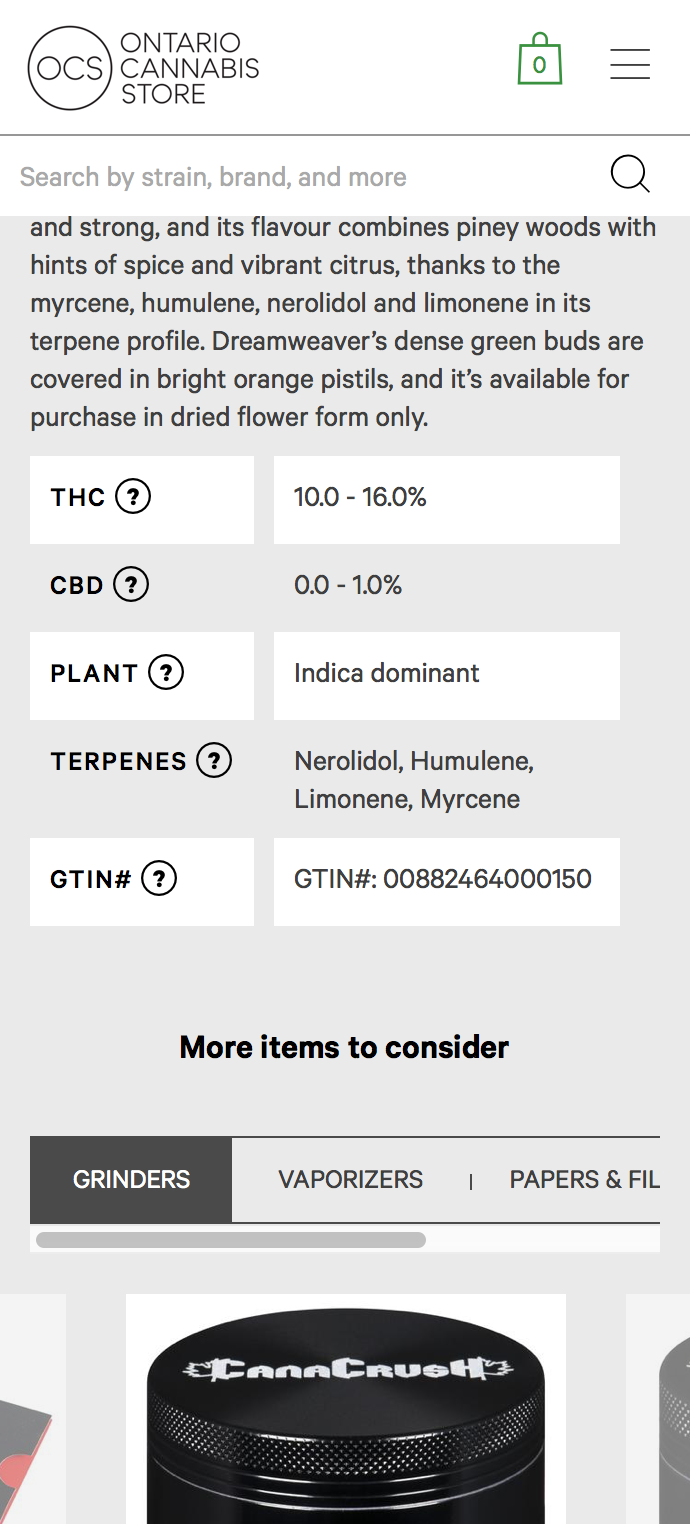 OCS
ONTARIO
CANNABIS
STORE
0
Search by strain, brand, and more
and strong, and its flavour combines piney woods with
hints of spice and vibrant citrus, thanks to the
myrcene, humulene, nerolidol and limonene in its
terpene profile. Dreamweaver’s dense green buds are
covered in bright orange pistils, and it’s available for
purchase in dried flower form only.
THC ? 10.0 - 16.0%
CBD ? 0.0 - 1.0%
PLANT ? Indica dominant
TERPENES ? Nerolidol, Humulene,
Limonene, Myrcene
GTIN# ? GTIN#: 00882464000150
More items to consider
GRINDERS VAPORIZERS | PAPERS & FIL
CANACRUSH